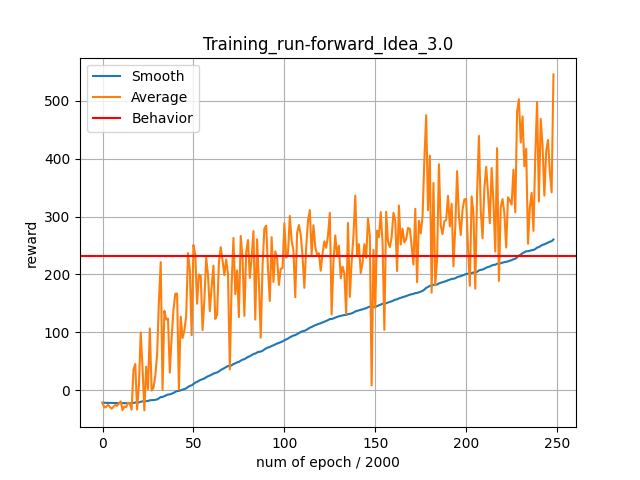 Training_run-forward_Idea_3.0
Smooth
Average
Behavior
reward
500
400
300
200
100
0
0 50 100 150 200 250
num of epoch / 2000